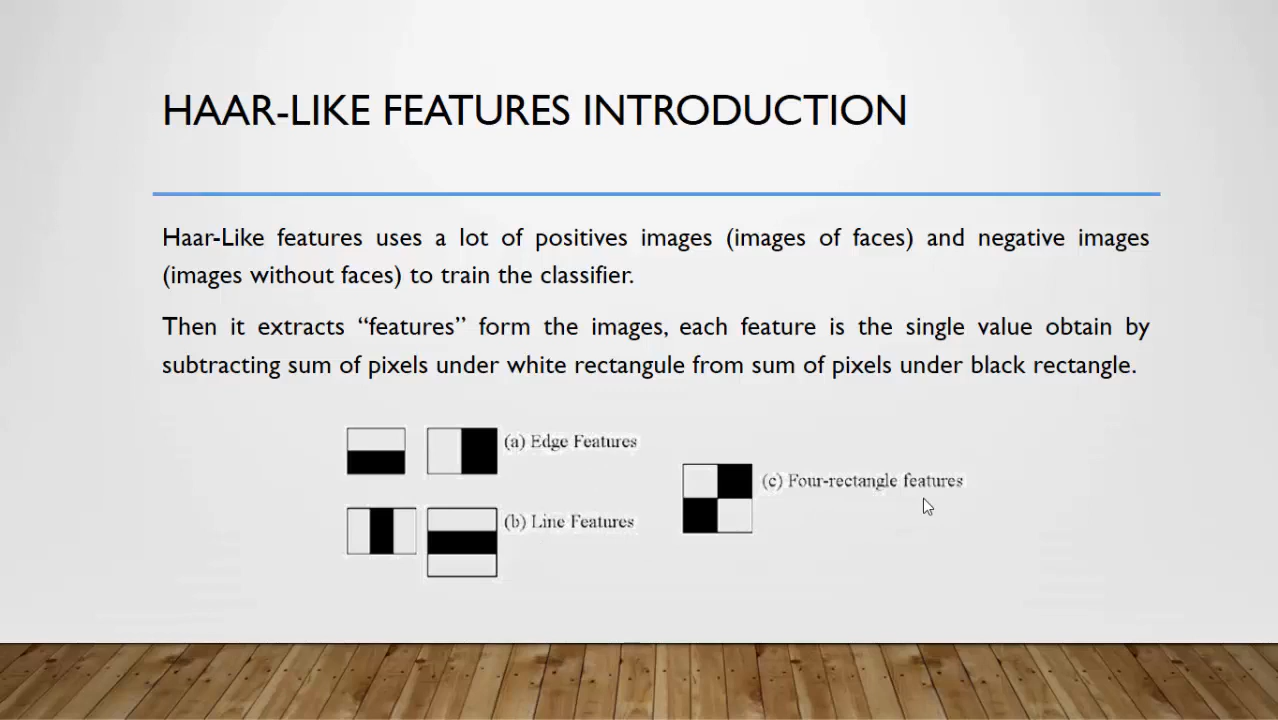 HAAR-LIKE FEATURES INTRODUCTION
Haar-Like features uses a lot of positives images (images of faces) and negative images
(images without faces) to train the classifier.
Then it extracts “features” form the images, each feature is the single value obtain by
subtracting sum of pixels under white rectangule from sum of pixels under black rectangle.
(a) Edge Features
(b) Line Features
(c) Four-rectangle features